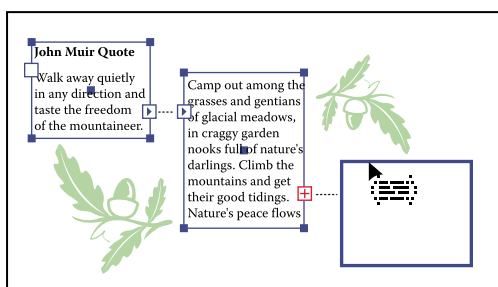 John Muir Quote
Walk away quietly
in any direction and
taste the freedom
of the mountaineer.
Camp out among the
grasses and gentians
of glacial meadows,
in craggy garden
nooks full of nature's
darlings. Climb the
mountains and get
their good tidings.
Nature's peace flows